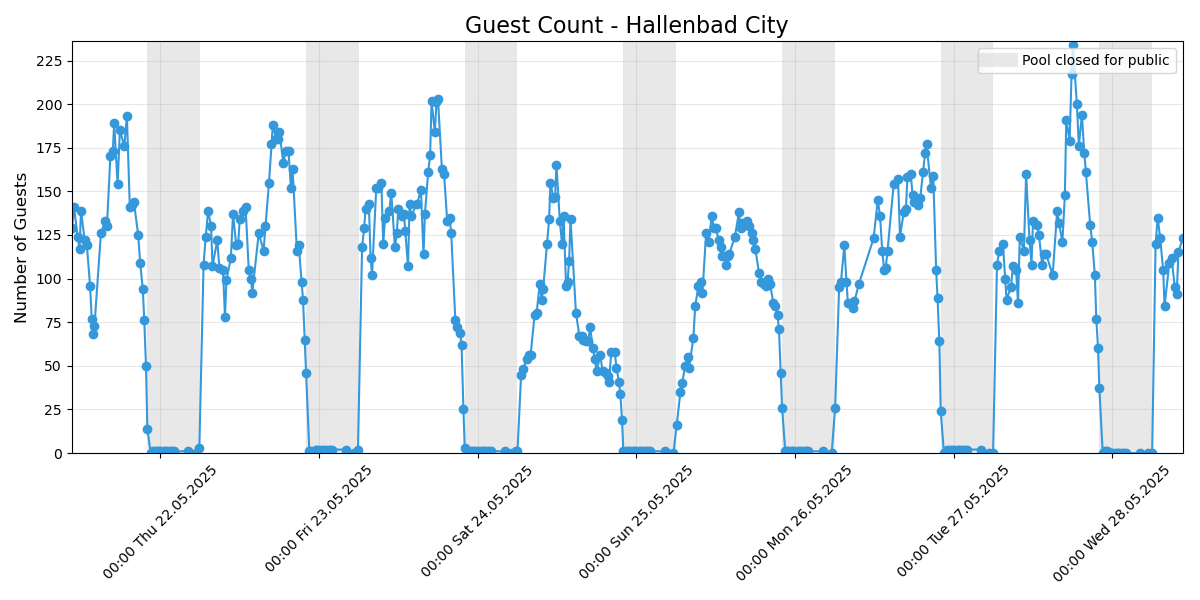 Guest Count - Hallenbad City
Number of Guests
225
200
175
150
125
100
75
50
25
0
Pool closed for public
00:00 Thu 22.05.2025
00:00 Fri 23.05.2025
00:00 Sat 24.05.2025
00:00 Sun 25.05.2025
00:00 Mon 26.05.2025
00:00 Tue 27.05.2025
00:00 Wed 28.05.2025